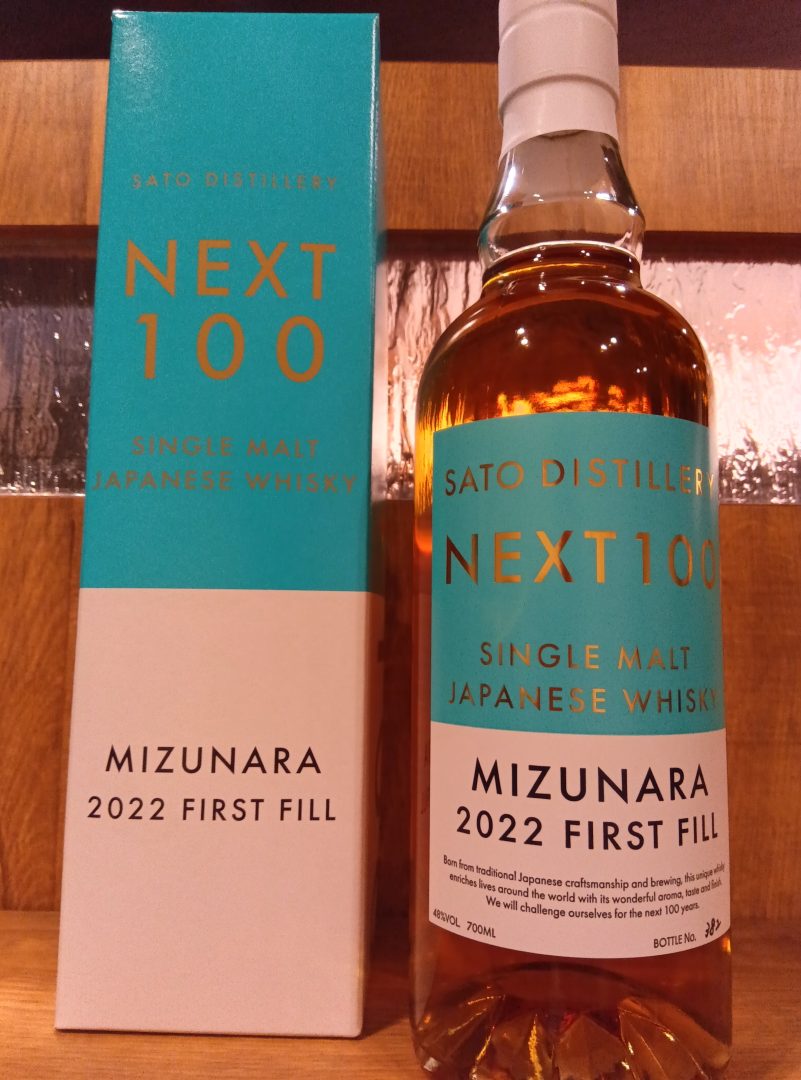 SATO DISTILLERY
NEXT
100
SINGLE MALT
JAPANESE WHISKY
MIZUNARA
2022 FIRST FILL
SATO DISTILLERY
NEXT 100
SINGLE MALT
JAPANESE WHISKY
MIZUNARA
2022 FIRST FILL
Born from traditional Japanese craftsmanship and brewing, this unique whisky
enriches lives around the world with its wonderful aroma, taste and finish.
We will challenge ourselves for the next 100 years.
48%VOL 700ML
BOTTLE No. 382